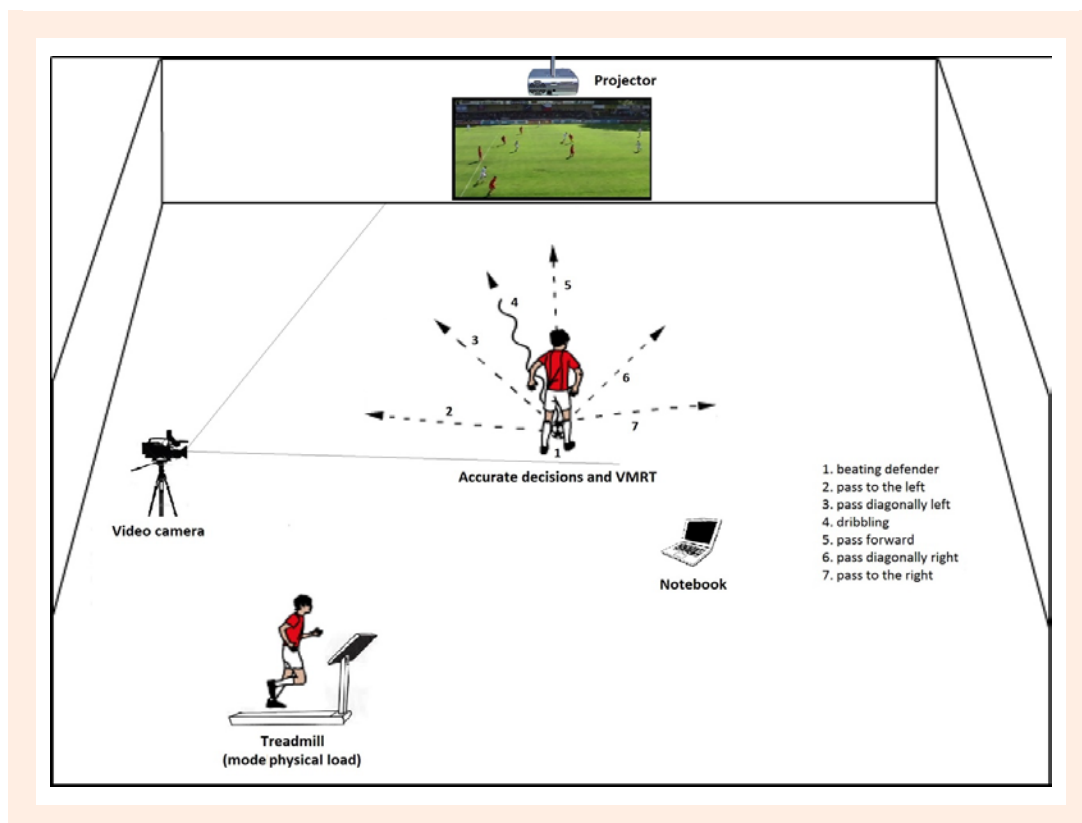 Projector
5
4
3
6
2
7
1
Accurate decisions and VMRT
Video camera
1. beating defender
2. pass to the left
3. pass diagonally left
4. dribbling
5. pass forward
6. pass diagonally right
7. pass to the right
Notebook
Treadmill
(mode physical load)